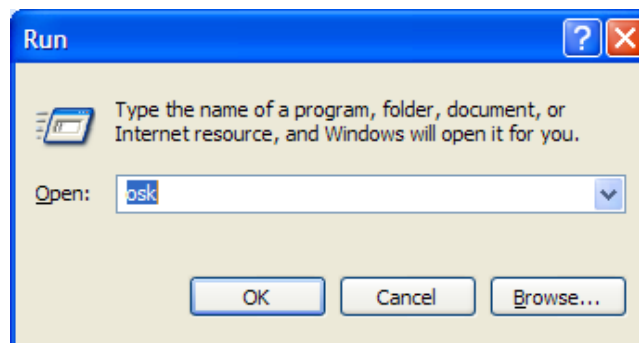 Run
Type the name of a program, folder, document, or
Internet resource, and Windows will open it for you.
Open: osk
OK Cancel Browse...